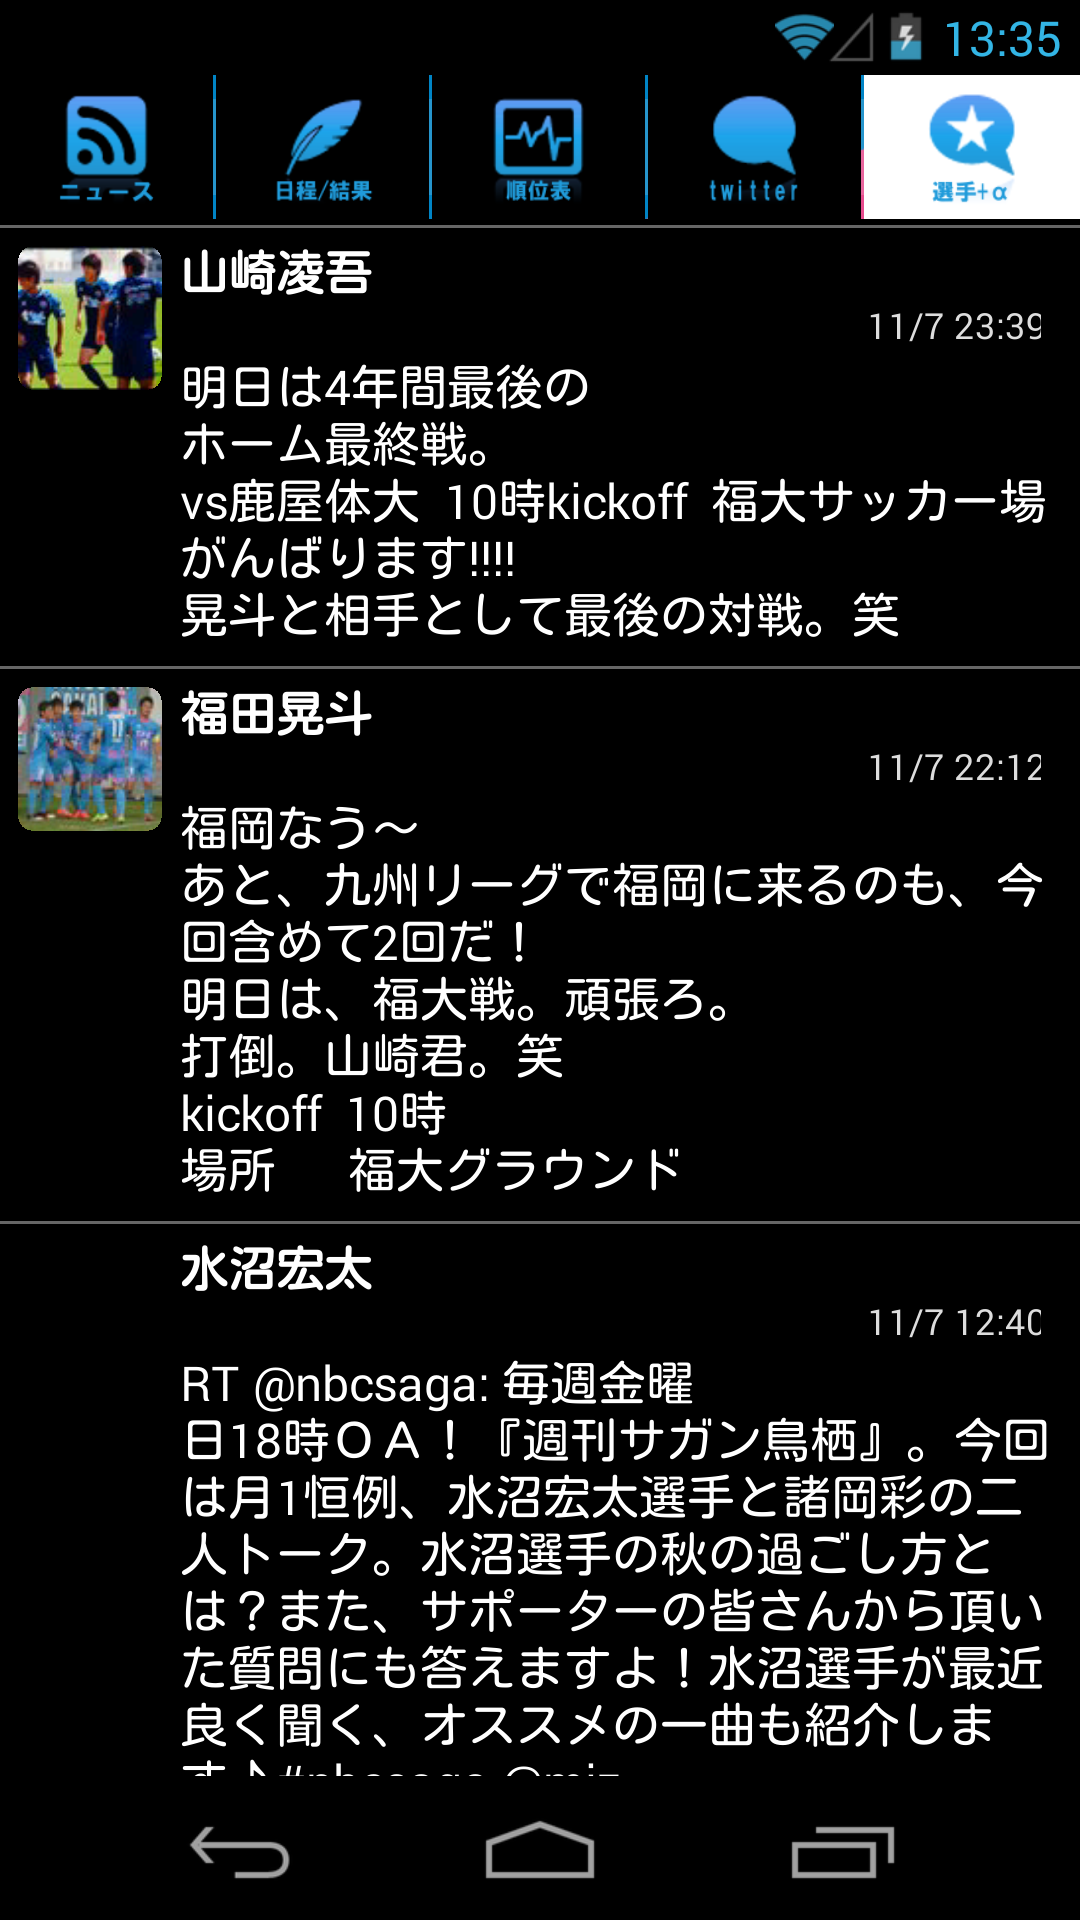 13:35
ニュース
日程/結果
順位表
twitter
選手+α
山崎凌吾
11/7 23:39
明日は4年間最後の
ホーム最終戦。
vs鹿屋体大 10時kickoff 福大サッカー場
がんばります!!!!
晃斗と相手として最後の対戦。笑
福田晃斗
11/7 22:12
福岡なう〜
あと、九州リーグで福岡に来るのも、今
回含めて2回だ！
明日は、福大戦。頑張ろ。
打倒。山崎君。笑
kickoff 10時
場所　 福大グラウンド
水沼宏太
11/7 12:40
RT @nbcsaga: 毎週金曜
日18時ＯＡ！『週刊サガン鳥栖』。今回
は月1恒例、水沼宏太選手と諸岡彩の二
人トーク。水沼選手の秋の過ごし方と
は？また、サポーターの皆さんから頂い
た質問にも答えますよ！水沼選手が最近
良く聞く、オススメの一曲も紹介しま
す♪#nbcsaga @miz